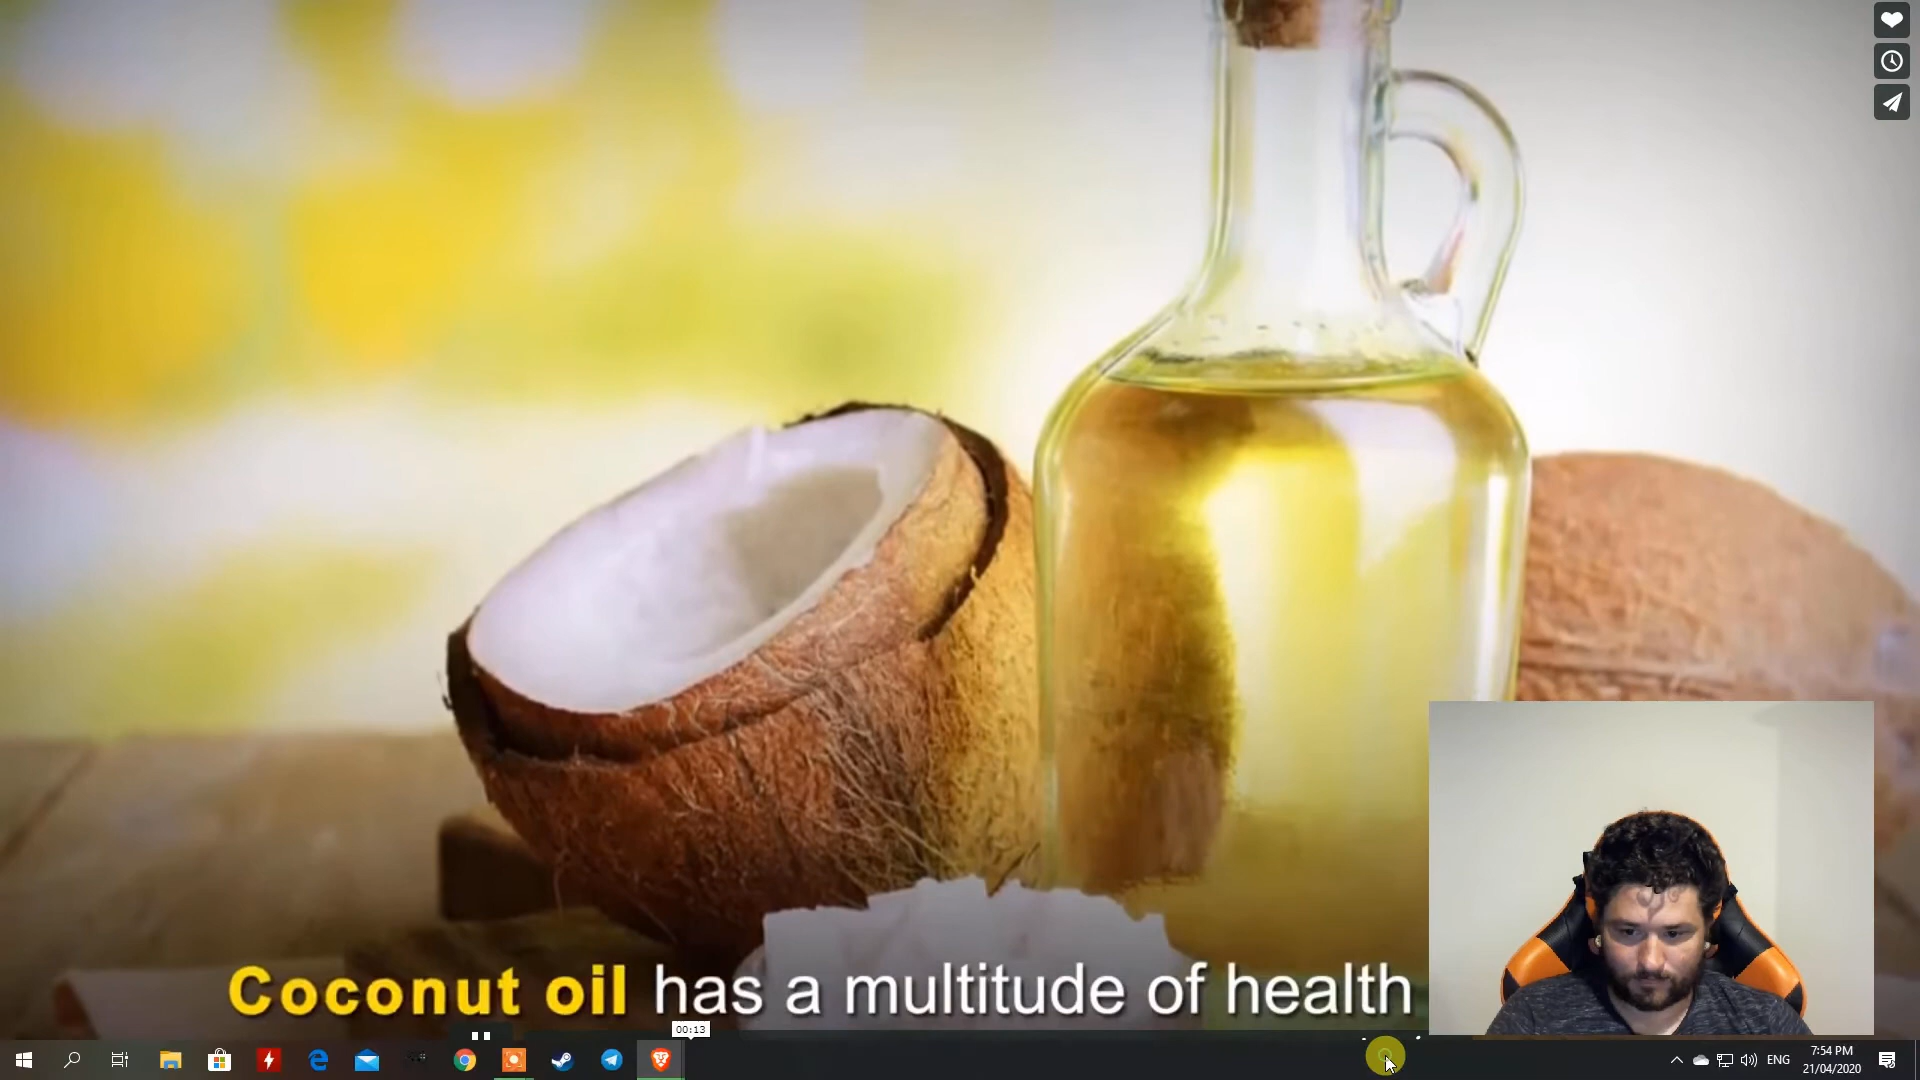 Coconut oil has a multitude of health
00:13
ENG
7:54 PM
21/04/2020